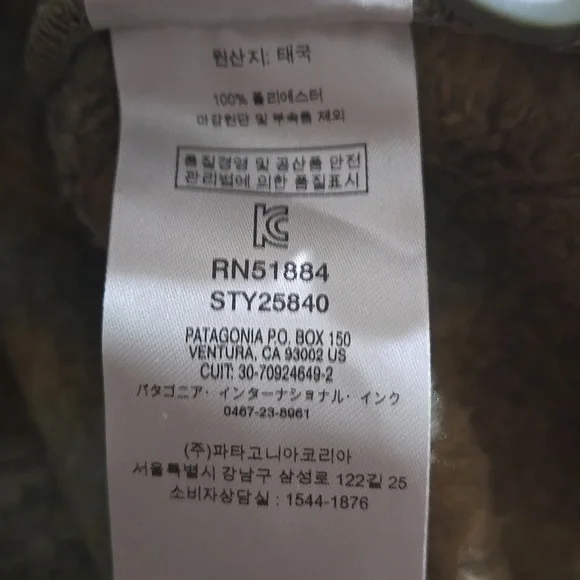 원산지: 태국
100% 폴리에스터
마감원단 및 부속품 제외
품질경영 및 공산품 안전
관리법에 의한 품질표시
RN51884
STY25840
PATAGONIA P.O. BOX 150
VENTURA, CA 93002 US
CUIT: 30-70924649-2
パタゴニア・インターナショナル・インク
0467-23-8961
(주)파타고니아코리아
서울특별시 강남구 삼성로 122길 25
소비자상담실 : 1544-1876